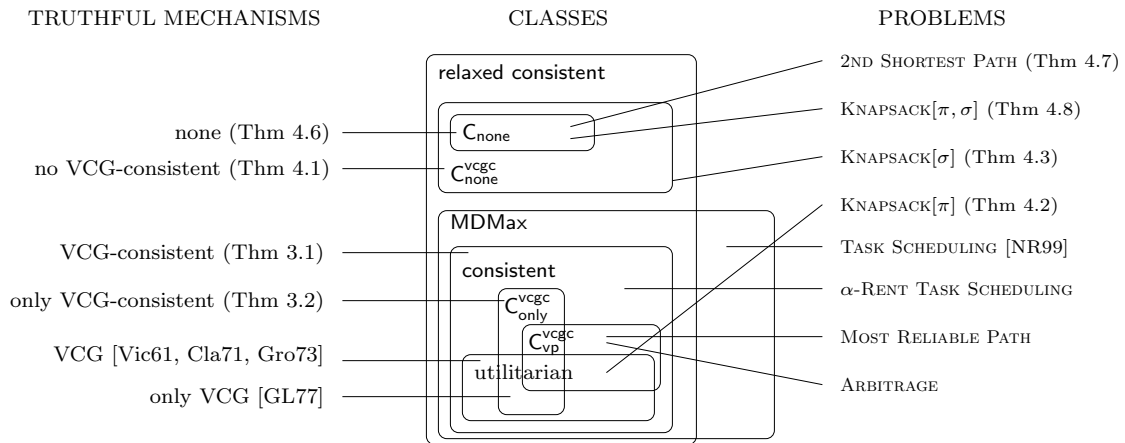 TRUTHFUL MECHANISMS CLASSES PROBLEMS
relaxed consistent
2ND SHORTEST PATH (Thm 4.7)
KNAPSACK[π, σ] (Thm 4.8)
none (Thm 4.6)
C_none
no VCG-consistent (Thm 4.1)
C^vcgc_none
KNAPSACK[σ] (Thm 4.3)
KNAPSACK[π] (Thm 4.2)
MDMax
VCG-consistent (Thm 3.1)
TASK SCHEDULING [NR99]
consistent
only VCG-consistent (Thm 3.2)
C^vcgc_only
α-RENT TASK SCHEDULING
C^vcgc_vp
MOST RELIABLE PATH
VCG [Vic61, Cla71, Gro73]
utilitarian
ARBITRAGE
only VCG [GL77]